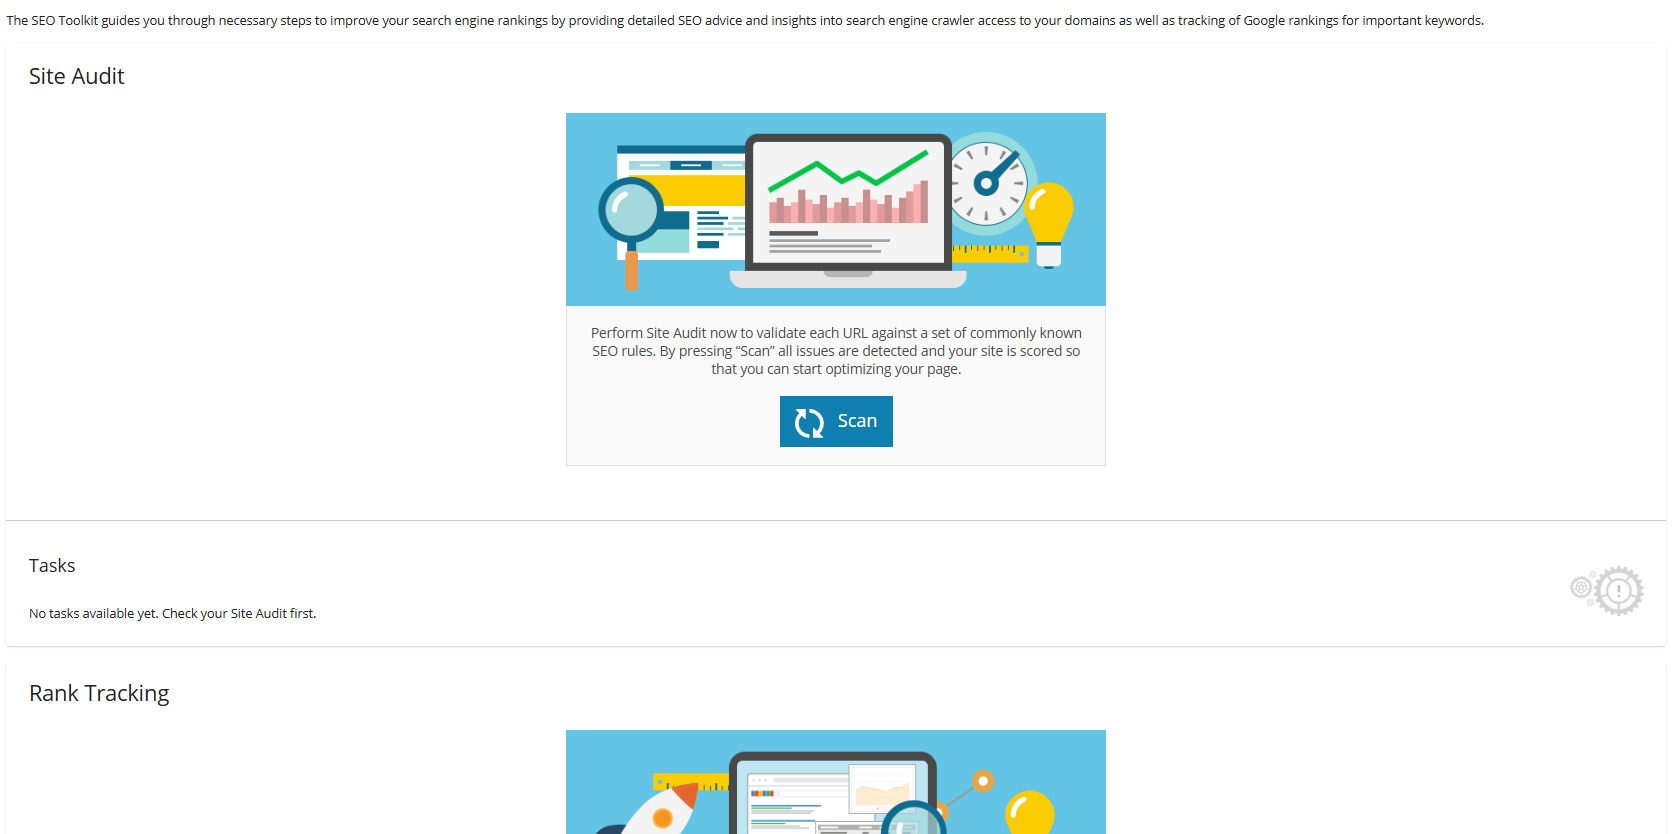 The SEO Toolkit guides you through necessary steps to improve your search engine rankings by providing detailed SEO advice and insights into search engine crawler access to your domains as well as tracking of Google rankings for important keywords.
Site Audit
Perform Site Audit now to validate each URL against a set of commonly known
SEO rules. By pressing “Scan” all issues are detected and your site is scored so
that you can start optimizing your page.
Scan
Tasks
No tasks available yet. Check your Site Audit first.
Rank Tracking